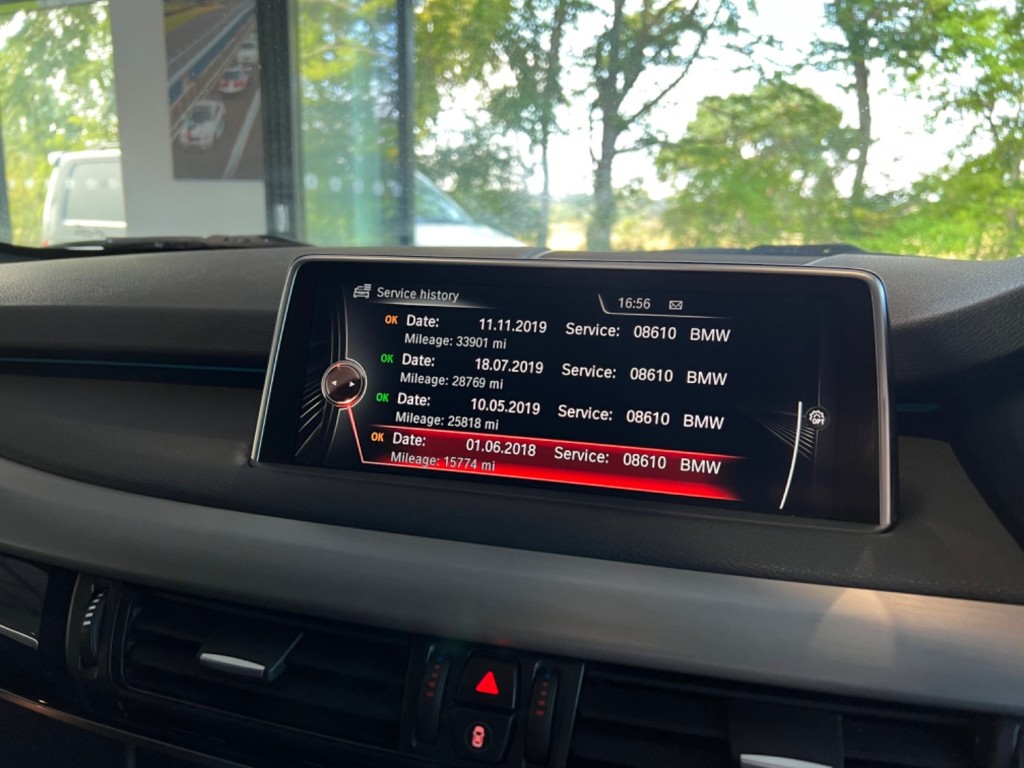 Service history 16:56
OK Date: 11.11.2019 Service: 08610 BMW
Mileage: 33901 mi
OK Date: 18.07.2019 Service: 08610 BMW
Mileage: 28769 mi
OK Date: 10.05.2019 Service: 08610 BMW
Mileage: 25818 mi
OK Date: 01.06.2018 Service: 08610 BMW
Mileage: 15774 mi
OPT